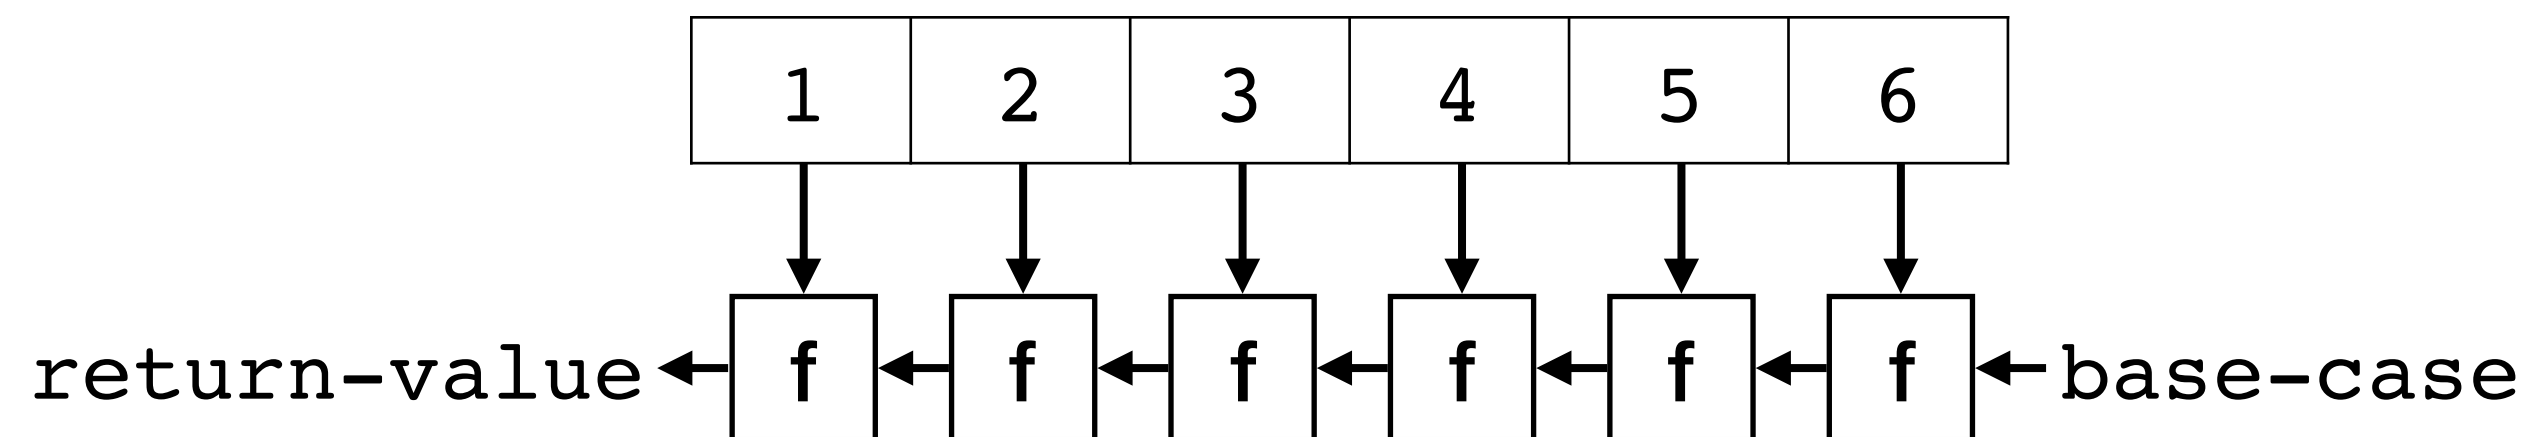 1 2 3 4 5 6
return-value f f f f f f base-case